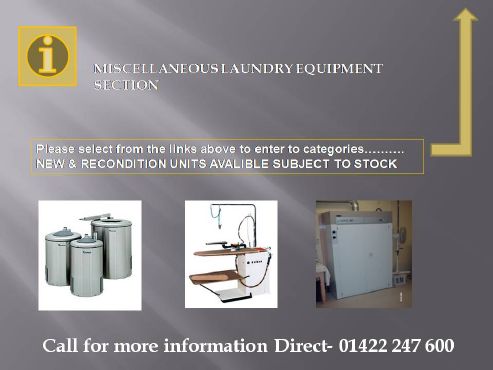 MISCELLANEOUS LAUNDRY EQUIPMENT
SECTION
Please select from the links above to enter to categories..........
NEW & RECONDITION UNITS AVALIBLE SUBJECT TO STOCK
Call for more information Direct- 01422 247 600